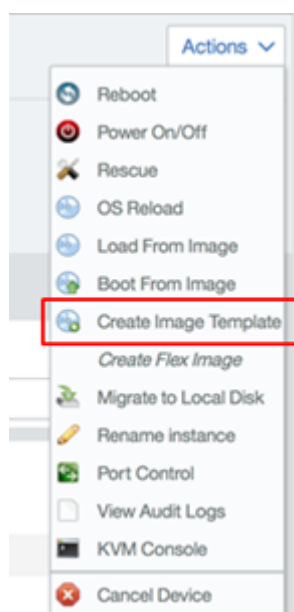 Actions
Reboot
Power On/Off
Rescue
OS Reload
Load From Image
Boot From Image
Create Image Template
Create Flex Image
Migrate to Local Disk
Rename instance
Port Control
View Audit Logs
KVM Console
Cancel Device